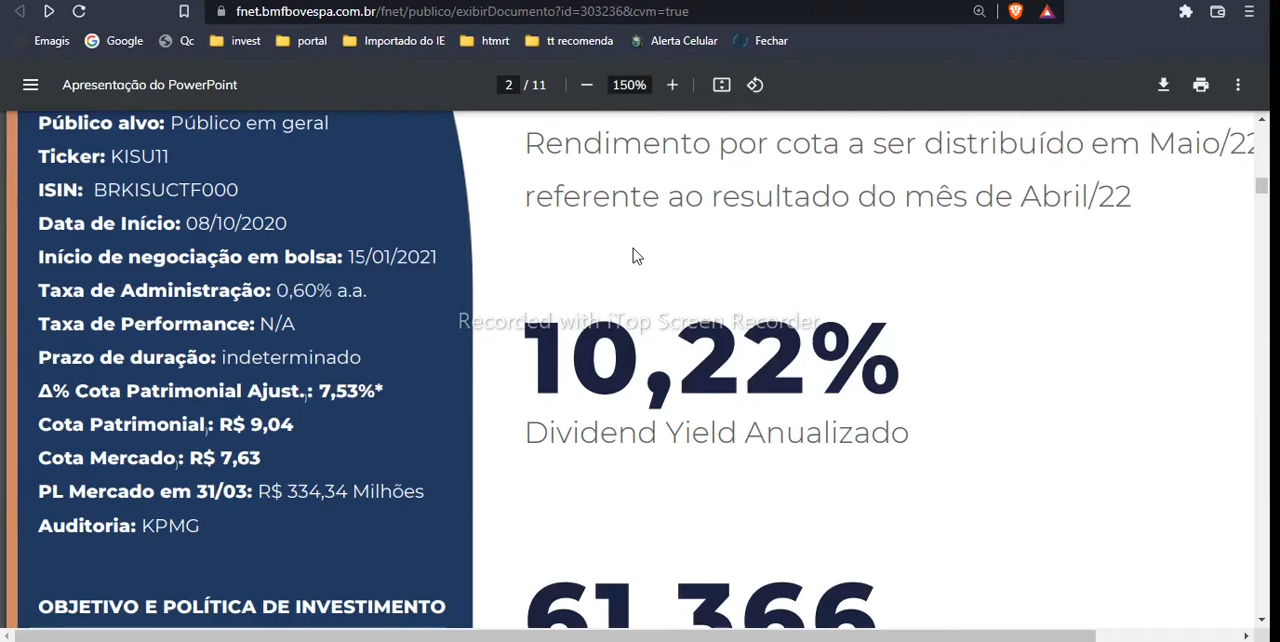 fnet.bmfbovespa.com.br/fnet/publico/exibirDocumento?id=303236&cvm=true
Emagis Google Qc invest portal Importado do IE htmrt tt recomenda Alerta Celular Fechar
Apresentação do PowerPoint 2 / 11 150%
Público alvo: Público em geral
Ticker: KISU11
ISIN: BRKISUCTF000
Data de Início: 08/10/2020
Início de negociação em bolsa: 15/01/2021
Taxa de Administração: 0,60% a.a.
Taxa de Performance: N/A
Prazo de duração: indeterminado
Δ% Cota Patrimonial Ajust.: 7,53%*
Cota Patrimonial: R$ 9,04
Cota Mercado: R$ 7,63
PL Mercado em 31/03: R$ 334,34 Milhões
Auditoria: KPMG
OBJETIVO E POLÍTICA DE INVESTIMENTO
Rendimento por cota a ser distribuído em Maio/22
referente ao resultado do mês de Abril/22
Recorded with iTop Screen Recorder
10,22%
Dividend Yield Anualizado
61.366